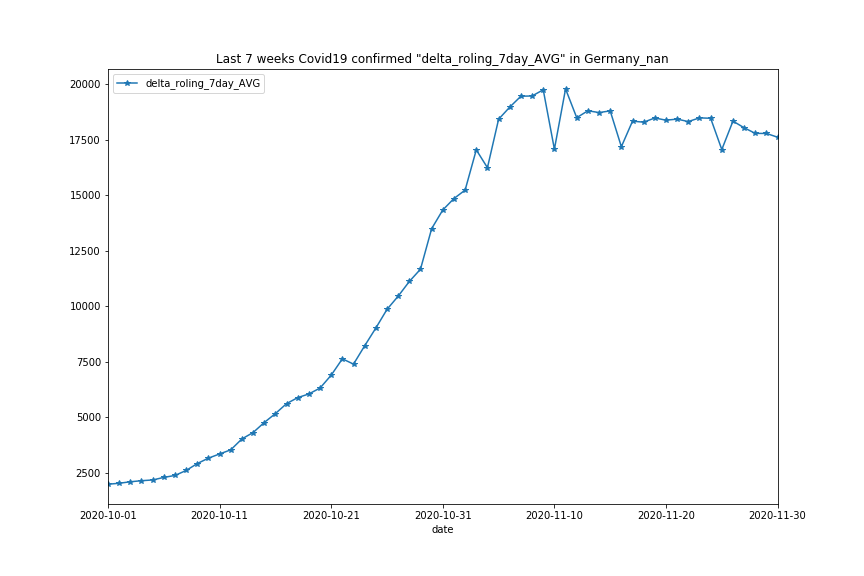 Last 7 weeks Covid19 confirmed "delta_roling_7day_AVG" in Germany_nan
delta_roling_7day_AVG
20000
17500
15000
12500
10000
7500
5000
2500
2020-10-01 2020-10-11 2020-10-21 2020-10-31 2020-11-10 2020-11-20 2020-11-30
date